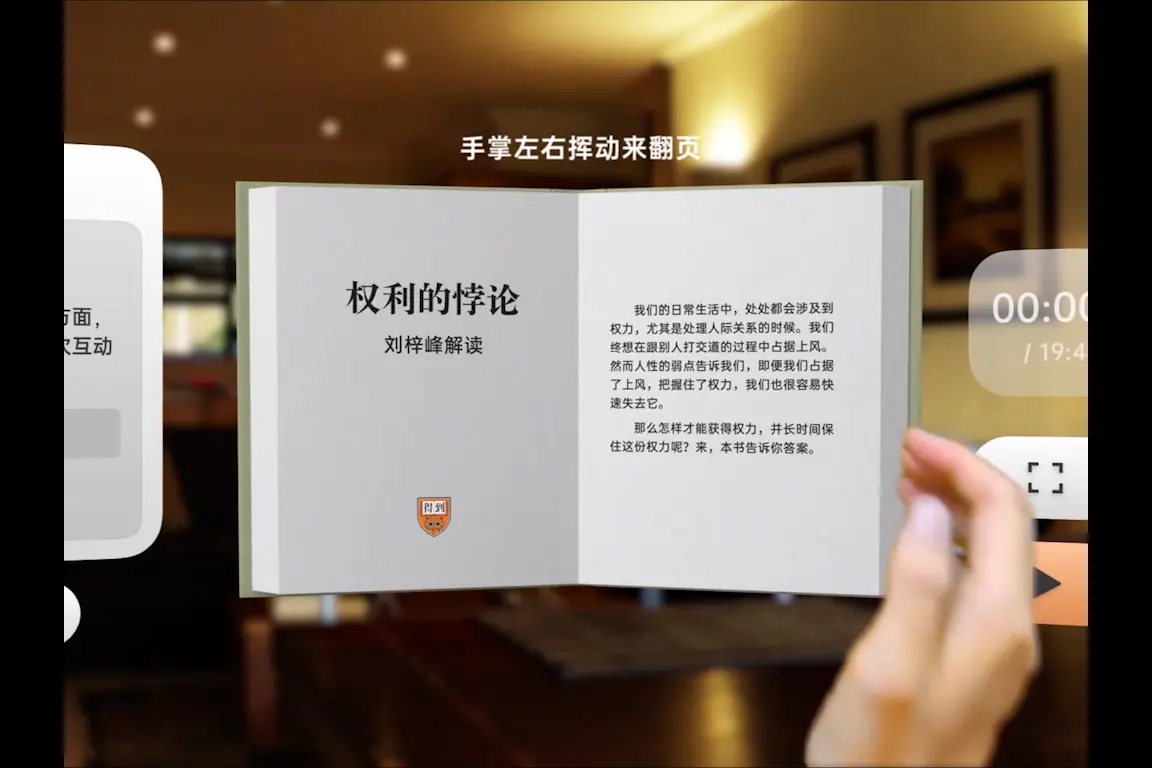 手掌左右挥动来翻页
方面，
次互动
权利的悖论
刘梓峰解读
得到
我们的日常生活中，处处都会涉及到
权力，尤其是处理人际关系的时候。我们
终想在跟别人打交道的过程中占据上风。
然而人性的弱点告诉我们，即便我们占据
了上风，把握住了权力，我们也很容易快
速失去它。
那么怎样才能获得权力，并长时间保
住这份权力呢？来，本书告诉你答案。
00:00
/ 19:4